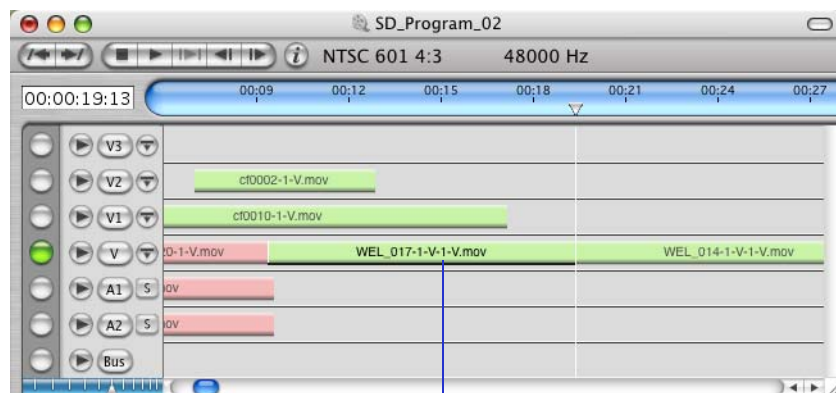 SD_Program_02
i NTSC 601 4:3 48000 Hz
00:00:19:13 00:09 00:12 00:15 00:18 00:21 00:24 00:27
V3
V2 cf0002-1-V.mov
V1 cf0010-1-V.mov
V 0-1-V.mov WEL_017-1-V-1-V.mov WEL_014-1-V-1-V.mov
A1 S ov
A2 S ov
Bus